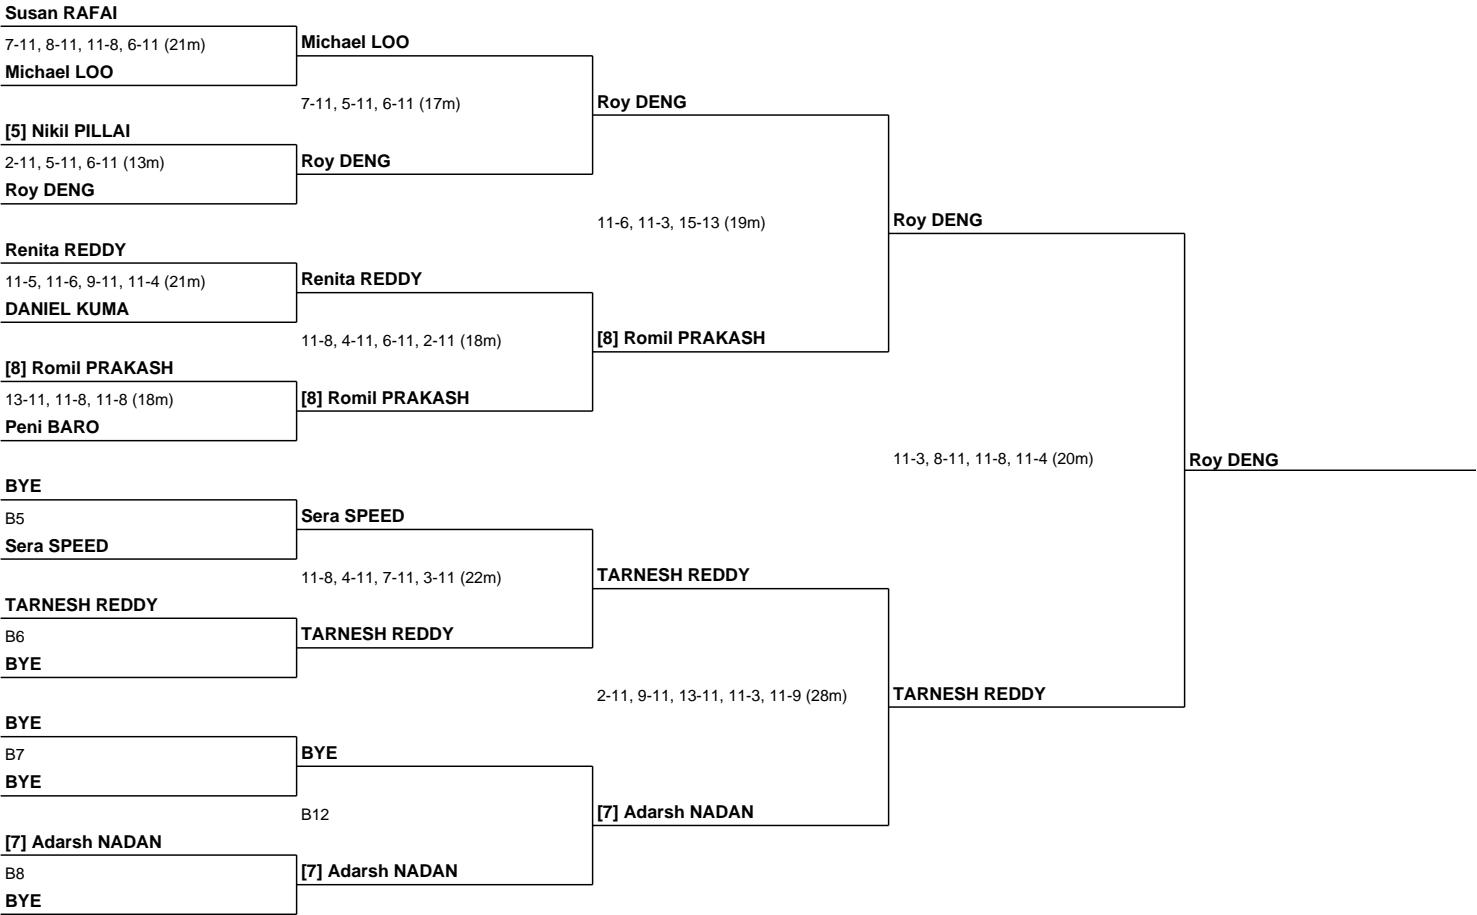 Susan RAFAI
7-11, 8-11, 11-8, 6-11 (21m)
Michael LOO
[5] Nikil PILLAI
2-11, 5-11, 6-11 (13m)
Roy DENG
Renita REDDY
11-5, 11-6, 9-11, 11-4 (21m)
DANIEL KUMA
[8] Romil PRAKASH
13-11, 11-8, 11-8 (18m)
Peni BARO
BYE
B5
Sera SPEED
TARNESH REDDY
B6
BYE
BYE
B7
BYE
[7] Adarsh NADAN
B8
BYE
Michael LOO
7-11, 5-11, 6-11 (17m)
Roy DENG
Renita REDDY
11-8, 4-11, 6-11, 2-11 (18m)
[8] Romil PRAKASH
Sera SPEED
11-8, 4-11, 7-11, 3-11 (22m)
TARNESH REDDY
BYE
B12
[7] Adarsh NADAN
Roy DENG
11-6, 11-3, 15-13 (19m)
[8] Romil PRAKASH
TARNESH REDDY
2-11, 9-11, 13-11, 11-3, 11-9 (28m)
[7] Adarsh NADAN
Roy DENG
11-3, 8-11, 11-8, 11-4 (20m)
TARNESH REDDY
Roy DENG